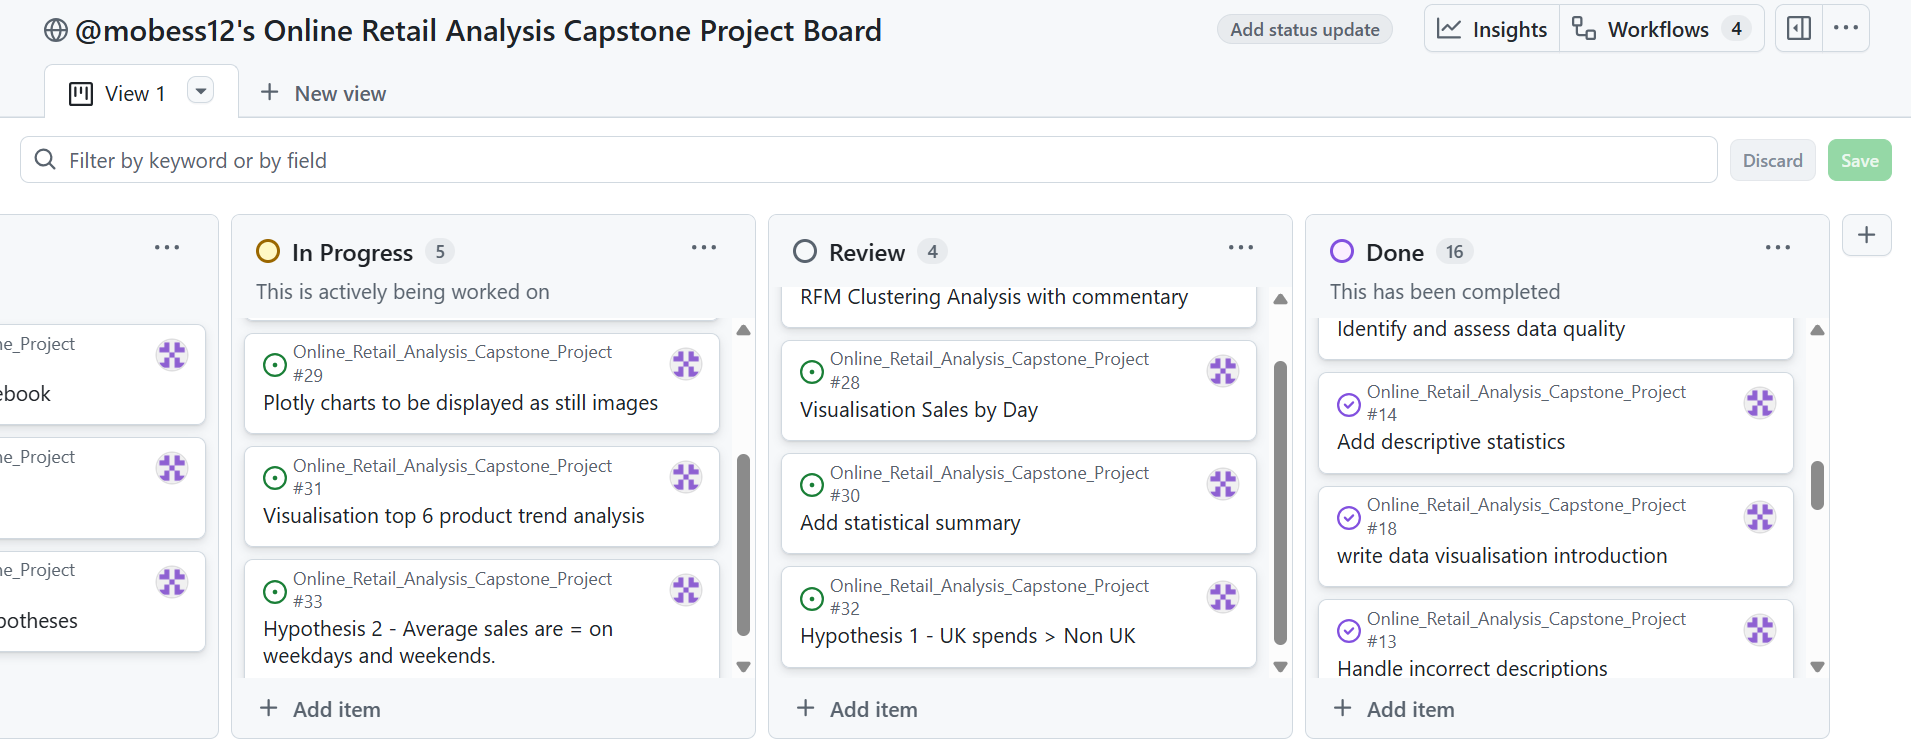 @mobess12's Online Retail Analysis Capstone Project Board
Add status update
Insights
Workflows 4
View 1
New view
Filter by keyword or by field
Discard
Save
ne_Project
ebook
ne_Project
ne_Project
potheses
In Progress 5
This is actively being worked on
Online_Retail_Analysis_Capstone_Project
#29
Plotly charts to be displayed as still images
Online_Retail_Analysis_Capstone_Project
#31
Visualisation top 6 product trend analysis
Online_Retail_Analysis_Capstone_Project
#33
Hypothesis 2 - Average sales are = on
weekdays and weekends.
Add item
Review 4
RFM Clustering Analysis with commentary
Online_Retail_Analysis_Capstone_Project
#28
Visualisation Sales by Day
Online_Retail_Analysis_Capstone_Project
#30
Add statistical summary
Online_Retail_Analysis_Capstone_Project
#32
Hypothesis 1 - UK spends > Non UK
Add item
Done 16
This has been completed
Identify and assess data quality
Online_Retail_Analysis_Capstone_Project
#14
Add descriptive statistics
Online_Retail_Analysis_Capstone_Project
#18
write data visualisation introduction
Online_Retail_Analysis_Capstone_Project
#13
Handle incorrect descriptions
Add item